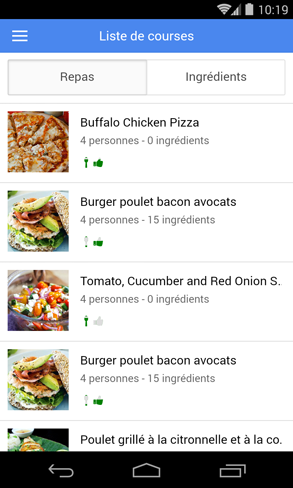 10:19
Liste de courses
Repas
Ingrédients
Buffalo Chicken Pizza
4 personnes - 0 ingrédients
Burger poulet bacon avocats
4 personnes - 15 ingrédients
Tomato, Cucumber and Red Onion S.
4 personnes - 0 ingrédients
Burger poulet bacon avocats
4 personnes - 15 ingrédients
Poulet grillé à la citronnelle et à la co.